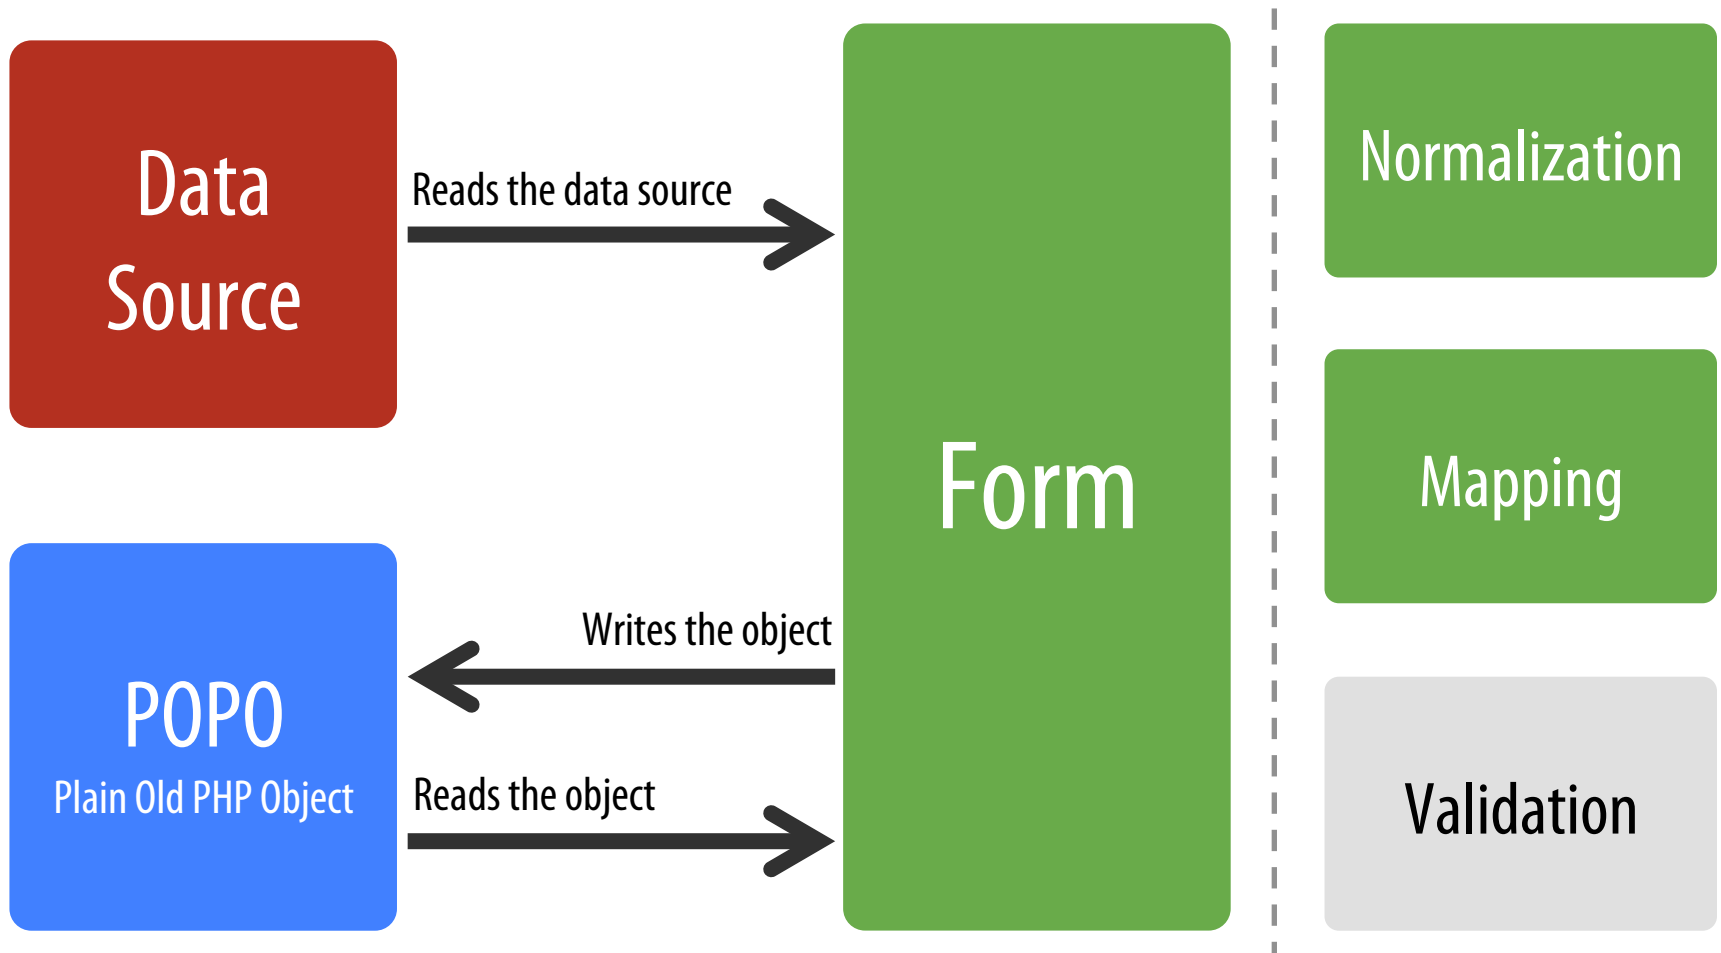 Data
Source
Reads the data source
POPO
Plain Old PHP Object
Writes the object
Reads the object
Form
Normalization
Mapping
Validation